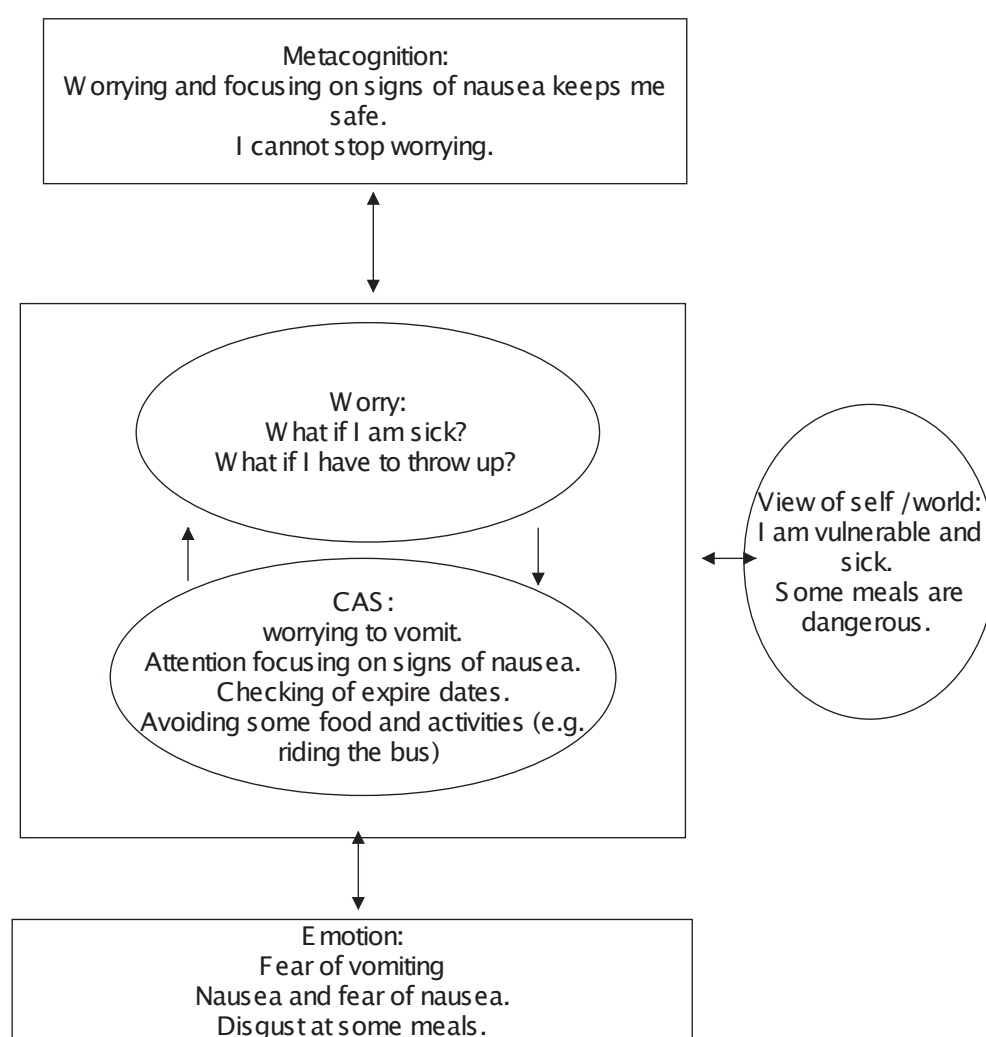 Metacognition:
Worrying and focusing on signs of nausea keeps me
safe.
I cannot stop worrying.
Worry:
What if I am sick?
What if I have to throw up?
CAS:
worrying to vomit.
Attention focusing on signs of nausea.
Checking of expire dates.
Avoiding some food and activities (e.g.
riding the bus)
View of self /world:
I am vulnerable and
sick.
Some meals are
dangerous.
Emotion:
Fear of vomiting
Nausea and fear of nausea.
Disgust at some meals.